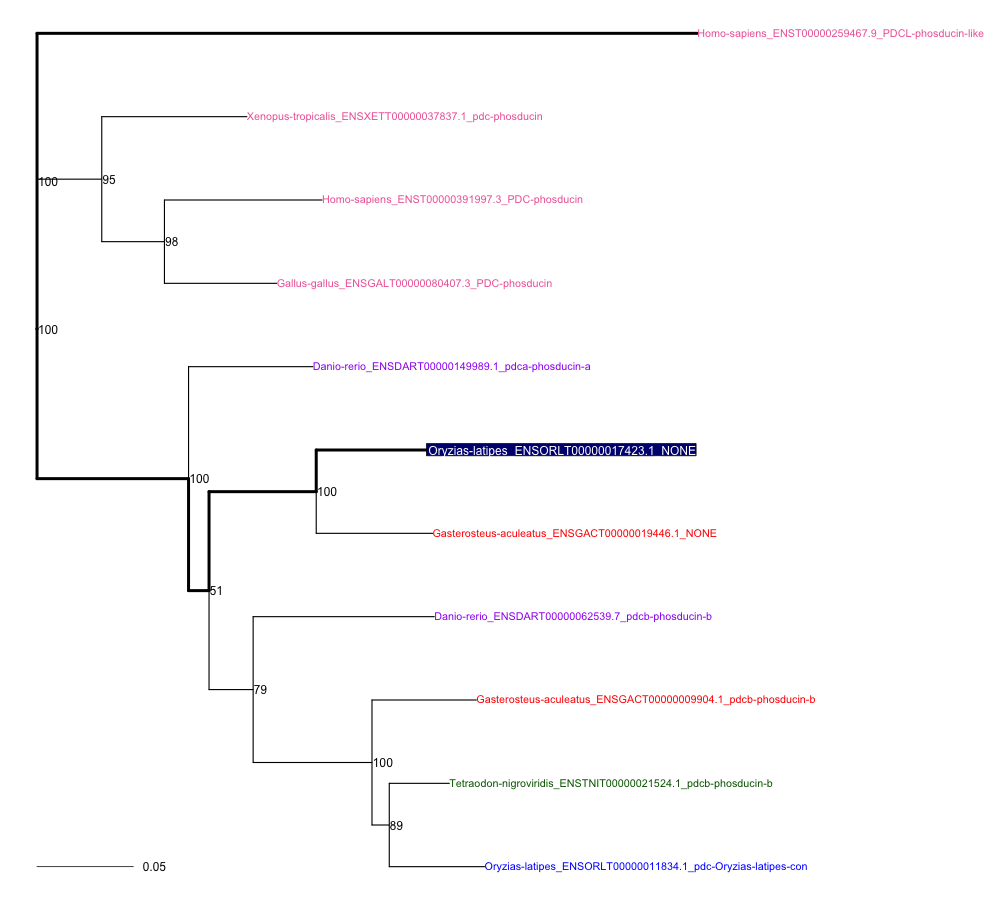 Homo-sapiens_ENST00000259467.9_PDCL-phosducin-like
Xenopus-tropicalis_ENSXETT00000037837.1_pdc-phosducin
100
95
Homo-sapiens_ENST00000391997.3_PDC-phosducin
98
Gallus-gallus_ENSGALT00000080407.3_PDC-phosducin
100
Danio-rerio_ENSDART00000149989.1_pdca-phosducin-a
Oryzias-latipes_ENSORLT00000017423.1_NONE
100
100
Gasterosteus-aculeatus_ENSGACT00000019446.1_NONE
51
Danio-rerio_ENSDART00000062539.7_pdcb-phosducin-b
79
Gasterosteus-aculeatus_ENSGACT00000009904.1_pdcb-phosducin-b
100
Tetraodon-nigroviridis_ENSTNIT00000021524.1_pdcb-phosducin-b
89
Oryzias-latipes_ENSORLT00000011834.1_pdc-Oryzias-latipes-con
0.05